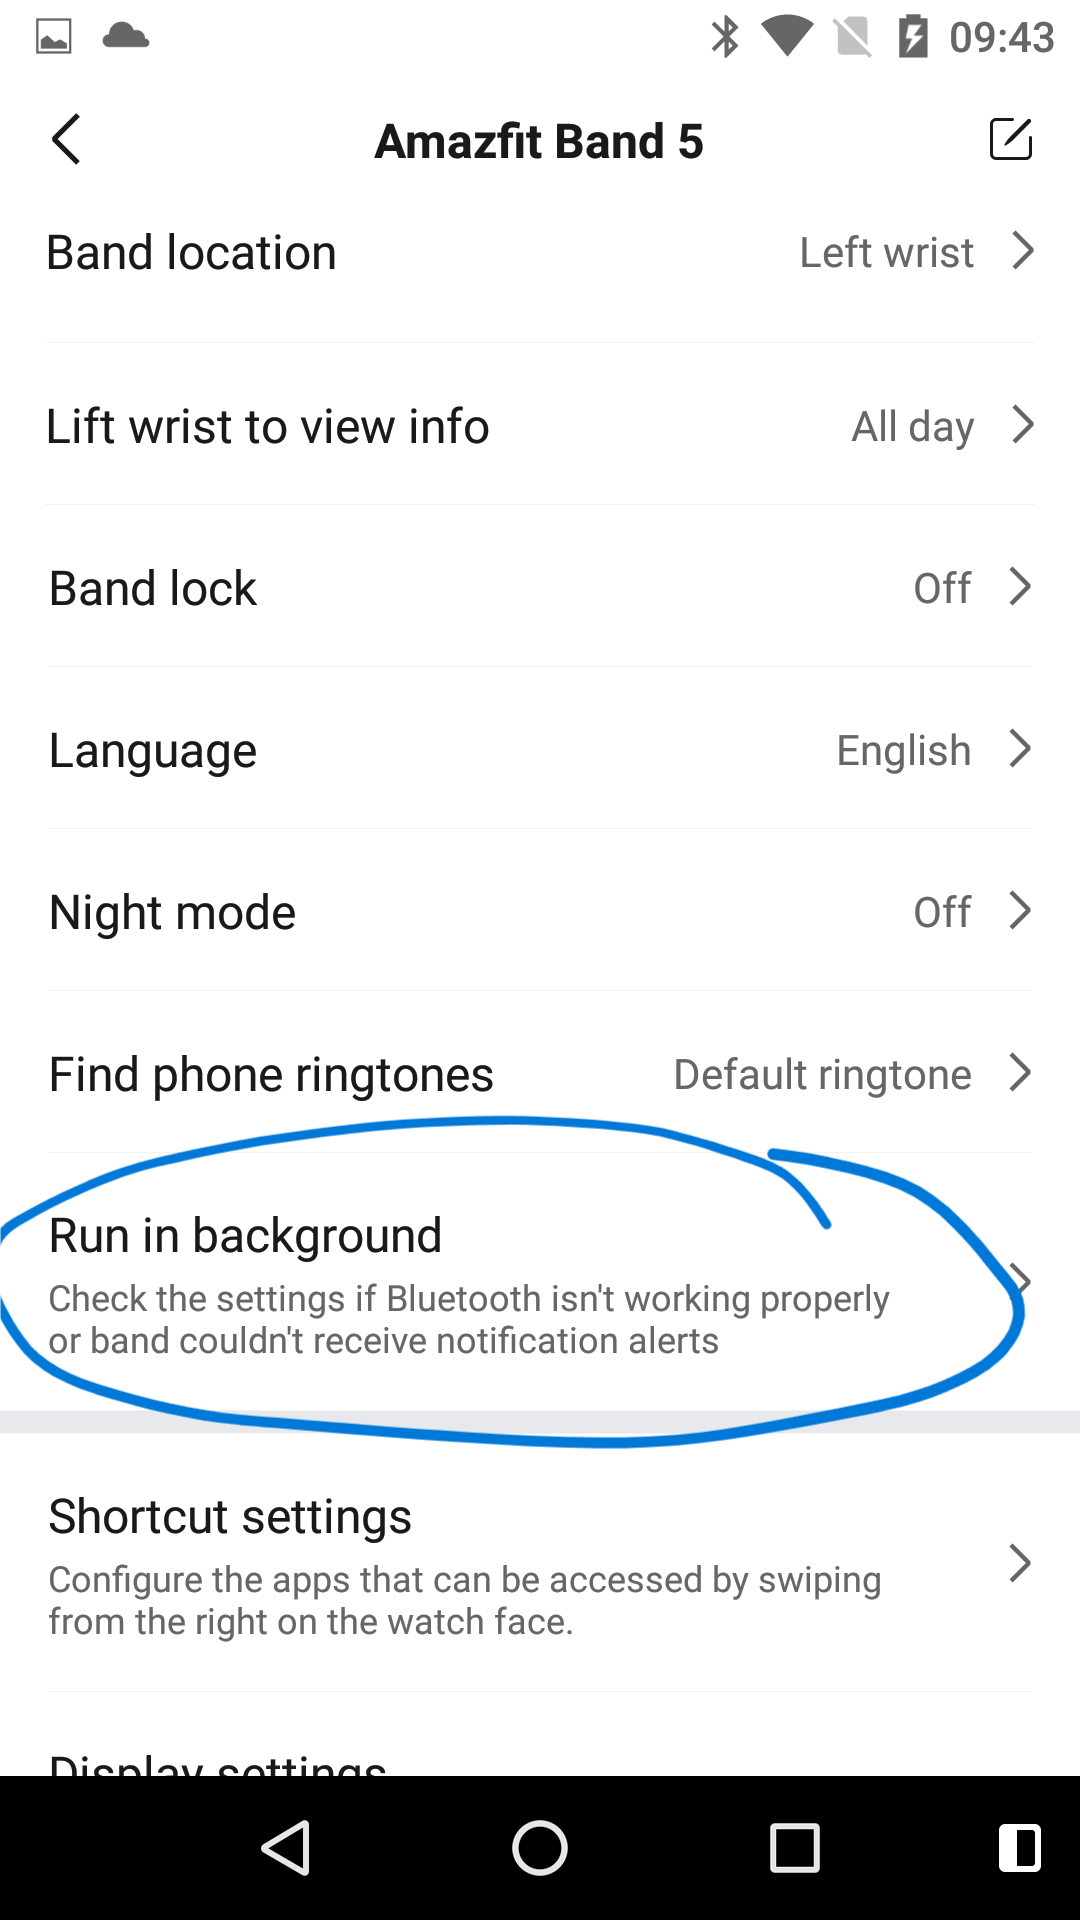 09:43
Amazfit Band 5
Band location Left wrist
Lift wrist to view info All day
Band lock Off
Language English
Night mode Off
Find phone ringtones Default ringtone
Run in background
Check the settings if Bluetooth isn't working properly
or band couldn't receive notification alerts
Shortcut settings
Configure the apps that can be accessed by swiping
from the right on the watch face.
Display settings